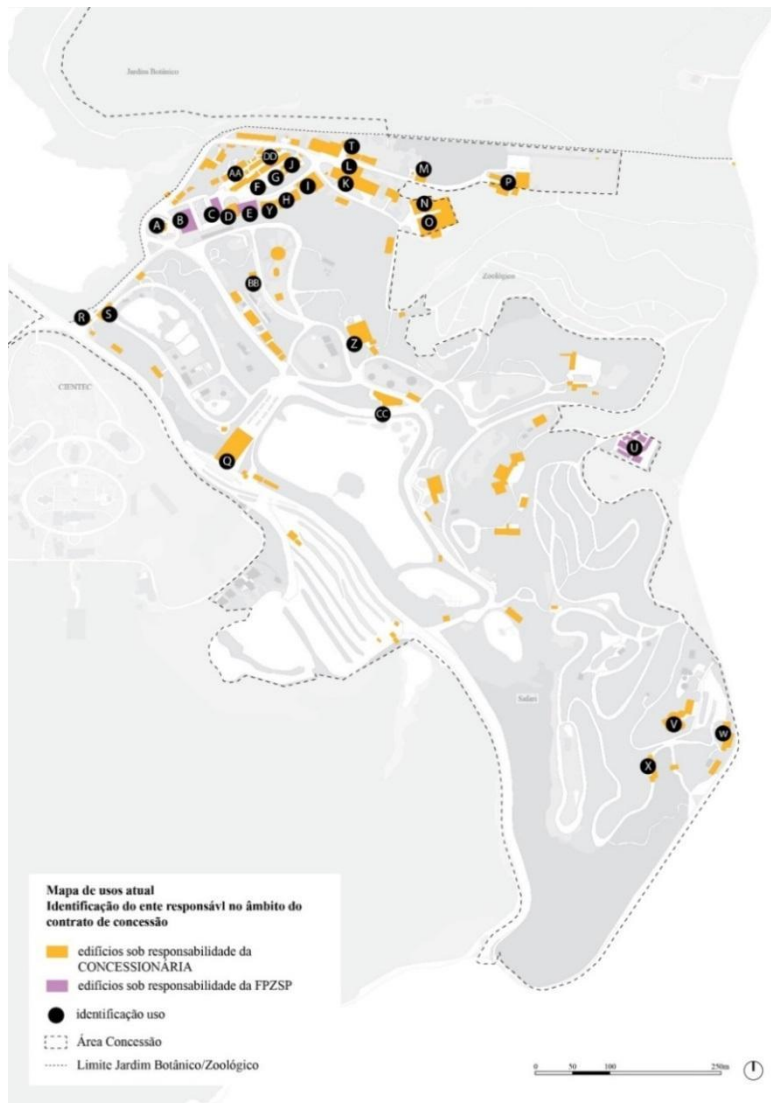 Jardim Botânico
T
DD
J
L
AA
G
M
F
I
K
P
H
N
A
B
C
D
E
Y
O
Zoológico
BB
R
S
Z
CIENTEC
CC
U
Q
Safari
V
W
X
Mapa de usos atual
Identificação do ente responsávl no âmbito do
contrato de concessão
edifícios sob responsabilidade da
CONCESSIONÁRIA
edifícios sob responsabilidade da FPZSP
identificação uso
Área Concessão
Limite Jardim Botânico/Zoológico
0 50 100 250m